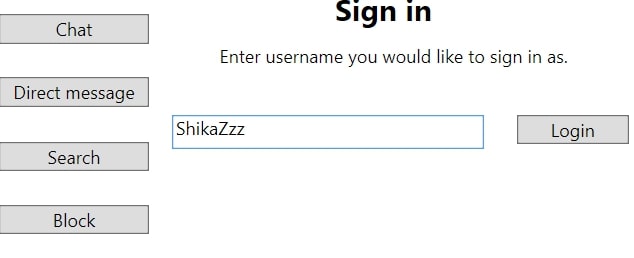 Sign in
Enter username you would like to sign in as.
Chat
Direct message
Search
Block
ShikaZzz
Login